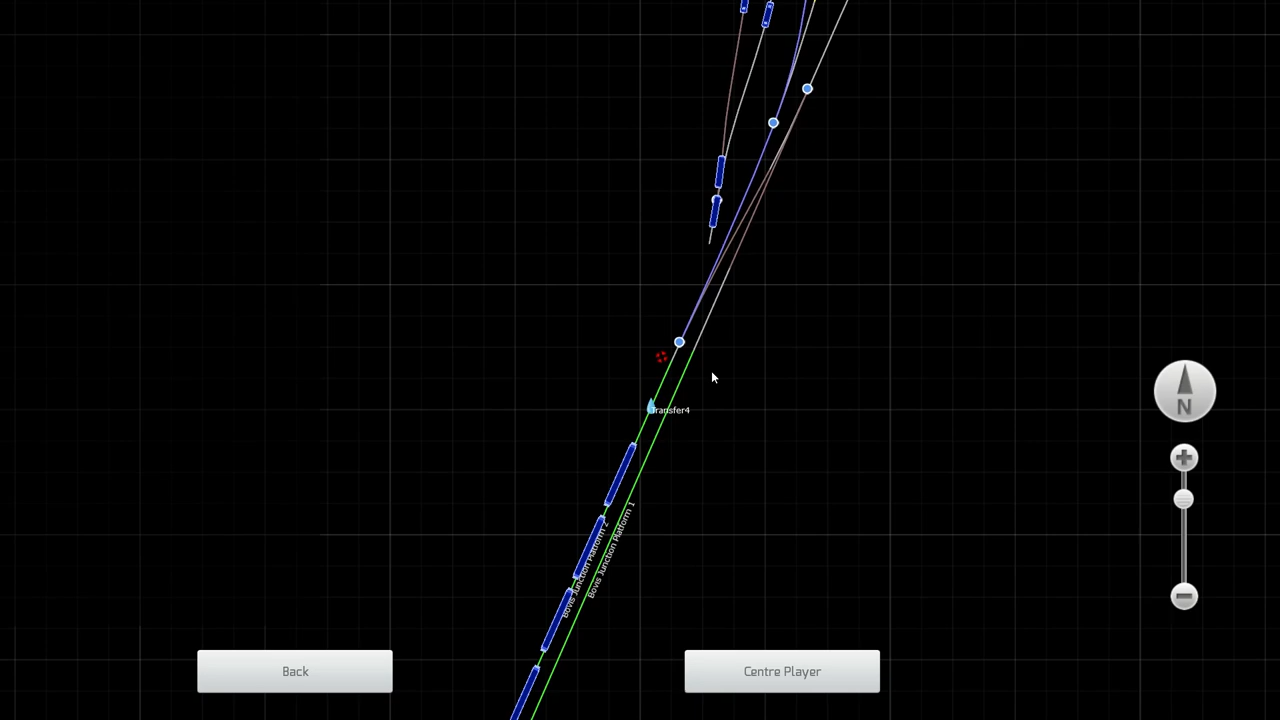 N
Transfer4
Bovis Junction Platform 2
Bovis Junction Platform 1
Back
Centre Player